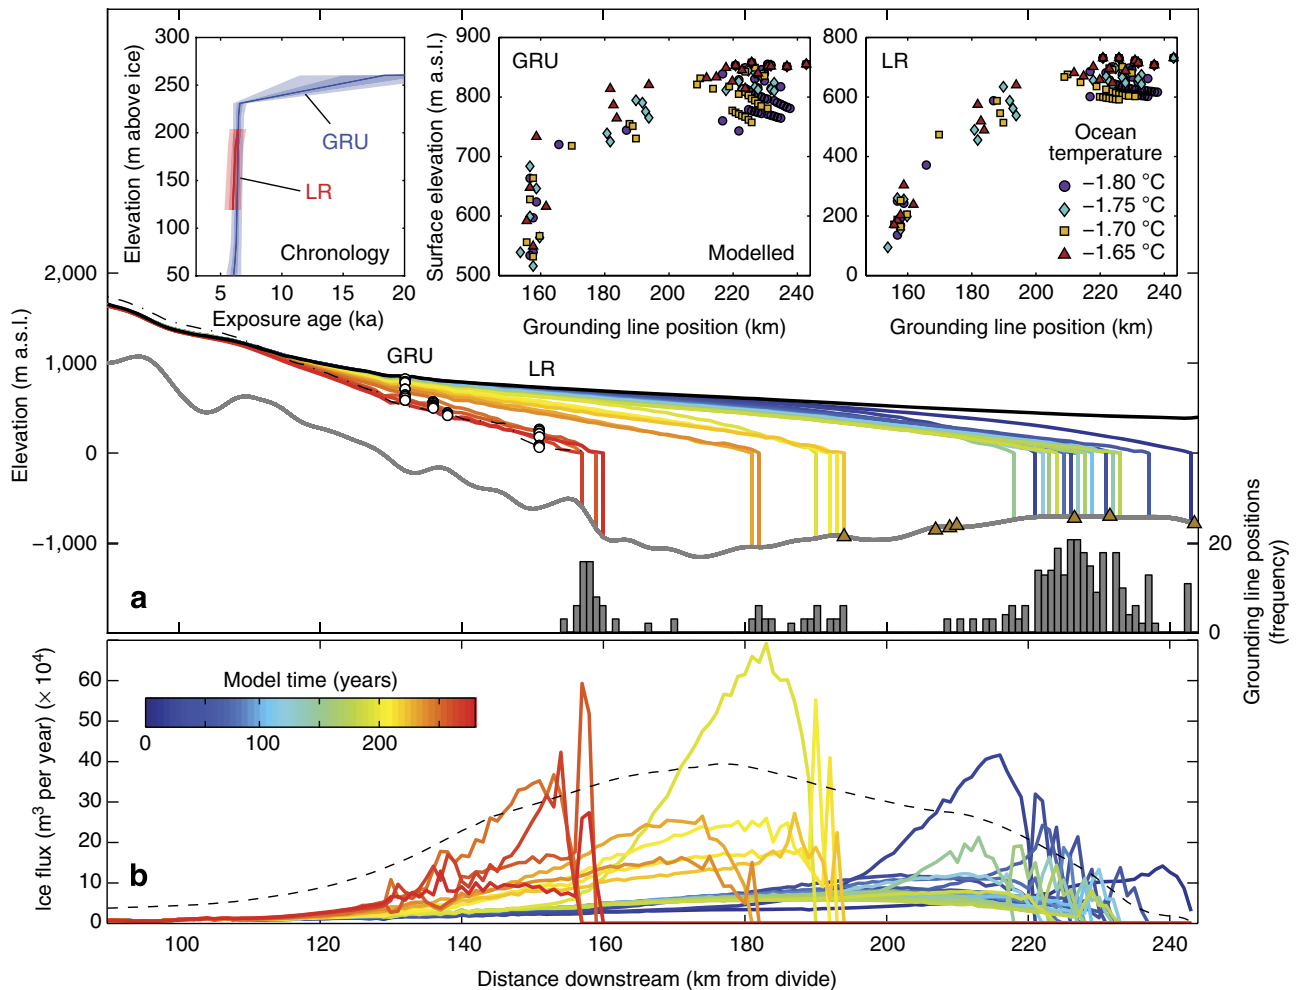 300
250
200
150
100
50
Elevation (m above ice)
GRU
LR
Chronology
5
10
15
20
Exposure age (ka)
900
800
700
600
500
Surface elevation (m a.s.l.)
GRU
Modelled
160
180
200
220
240
Grounding line position (km)
800
600
400
200
0
LR
Ocean
temperature
−1.80 °C
−1.75 °C
−1.70 °C
−1.65 °C
160
180
200
220
240
Grounding line position (km)
2,000
1,000
0
−1,000
Elevation (m a.s.l.)
GRU
LR
a
20
10
0
Grounding line positions
(frequency)
60
50
40
30
20
10
0
Ice flux (m³ per year) (× 10⁴)
Model time (years)
0
100
200
b
100
120
140
160
180
200
220
240
Distance downstream (km from divide)